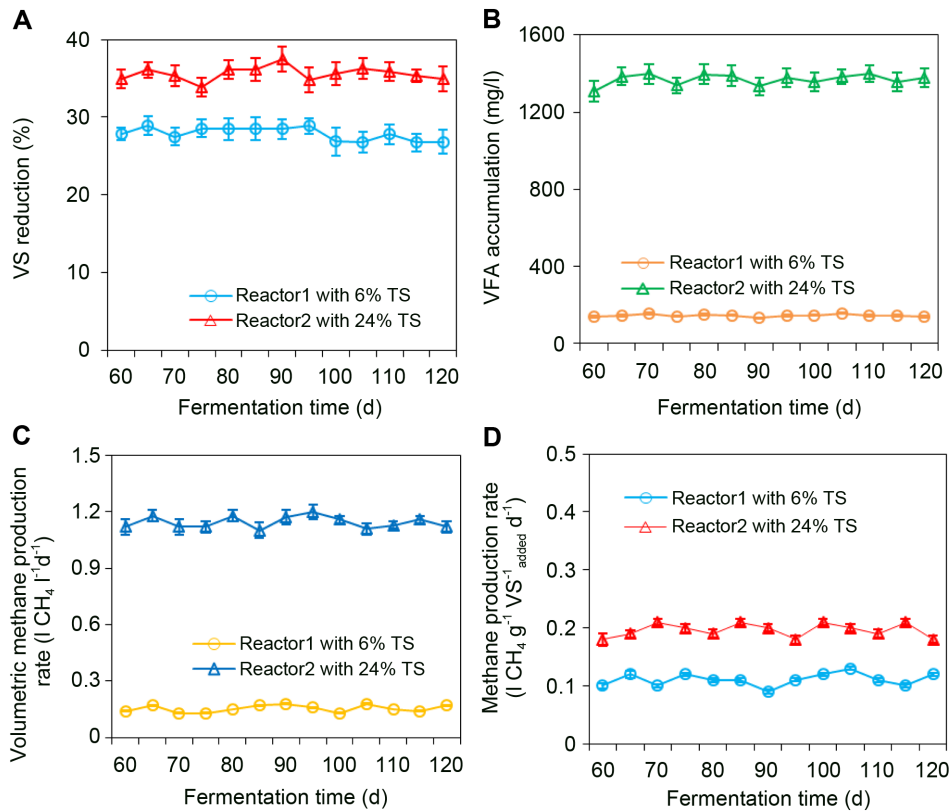 A
VS reduction (%)
40
30
20
10
0
Reactor1 with 6% TS
Reactor2 with 24% TS
60 70 80 90 100 110 120
Fermentation time (d)
B
VFA accumulation (mg/l)
1600
1200
800
400
0
Reactor1 with 6% TS
Reactor2 with 24% TS
60 70 80 90 100 110 120
Fermentation time (d)
C
Volumetric methane production
rate (l CH₄ l⁻¹d⁻¹)
1.5
1.2
0.9
0.6
0.3
0
Reactor1 with 6% TS
Reactor2 with 24% TS
60 70 80 90 100 110 120
Fermentation time (d)
D
Methane production rate
(l CH₄ g⁻¹ VS⁻¹added d⁻¹)
0.5
0.4
0.3
0.2
0.1
0
Reactor1 with 6% TS
Reactor2 with 24% TS
60 70 80 90 100 110 120
Fermentation time (d)